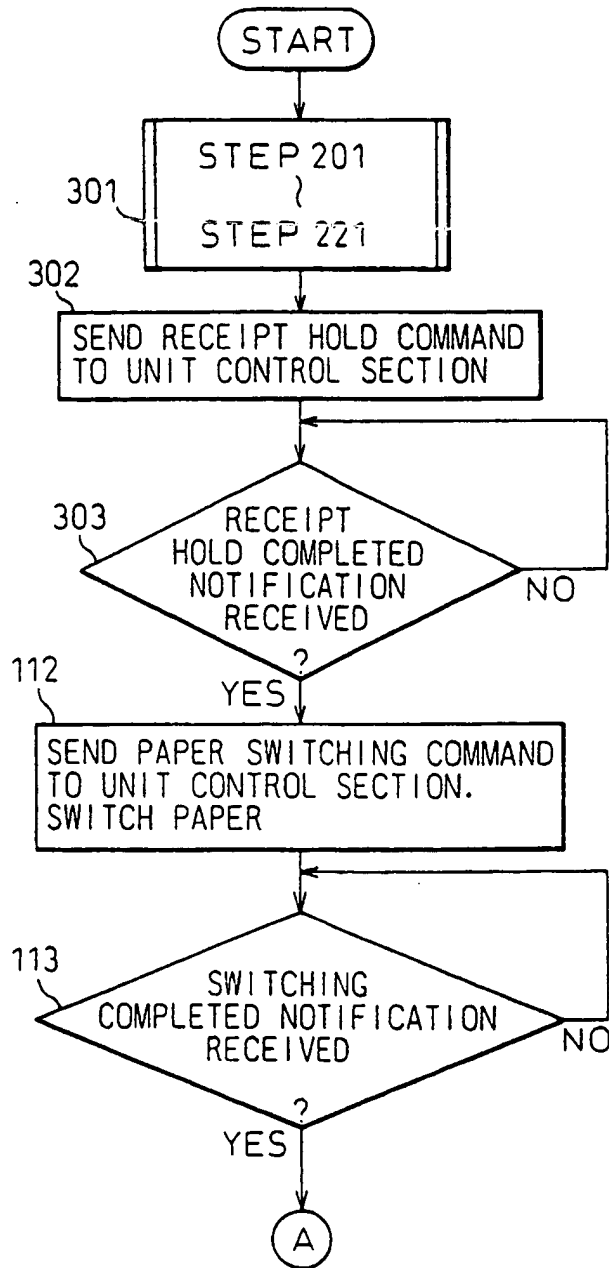 START
STEP 201
~
STEP 221
301
302
SEND RECEIPT HOLD COMMAND
TO UNIT CONTROL SECTION
303
RECEIPT
HOLD COMPLETED
NOTIFICATION
RECEIVED
?
NO
YES
112
SEND PAPER SWITCHING COMMAND
TO UNIT CONTROL SECTION.
SWITCH PAPER
113
SWITCHING
COMPLETED NOTIFICATION
RECEIVED
?
NO
YES
A